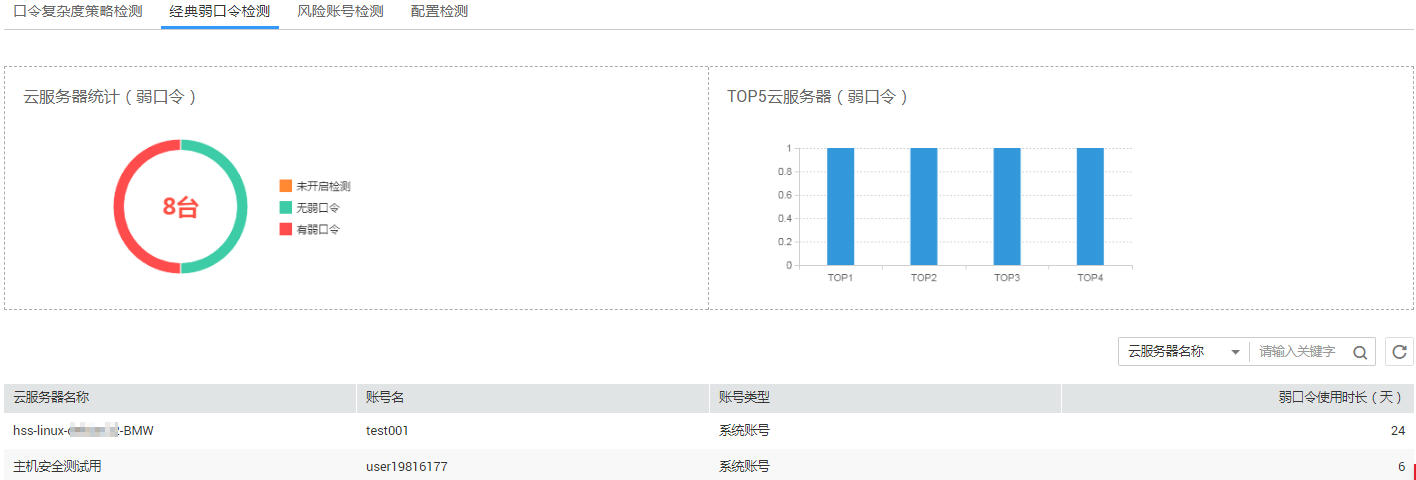 口令复杂度策略检测 经典弱口令检测 风险账号检测 配置检测
云服务器统计（弱口令）
8台
未开启检测
无弱口令
有弱口令
TOP5云服务器（弱口令）
1
0.8
0.6
0.4
0.2
0
TOP1 TOP2 TOP3 TOP4
云服务器名称 请输入关键字
云服务器名称 账号名 账号类型 弱口令使用时长（天）
hss-linux- -BMW test001 系统账号 24
主机安全测试用 user19816177 系统账号 6